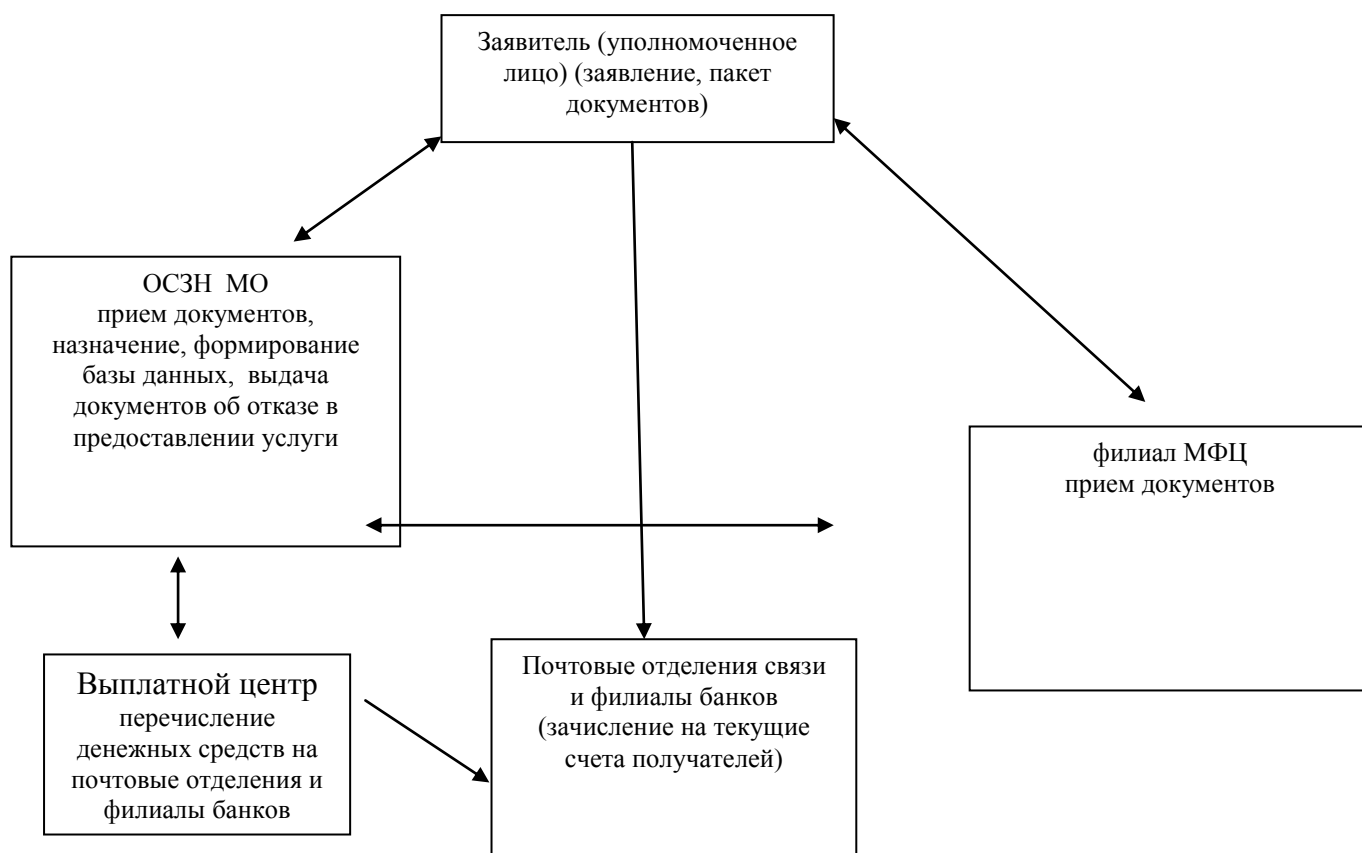 Заявитель (уполномоченное
лицо) (заявление, пакет
документов)
ОСЗН  МО
прием документов,
назначение, формирование
базы данных,  выдача
документов об отказе в
предоставлении услуги
филиал МФЦ
прием документов
Выплатной центр
перечисление
денежных средств на
почтовые отделения и
филиалы банков
Почтовые отделения связи
и филиалы банков
(зачисление на текущие
счета получателей)